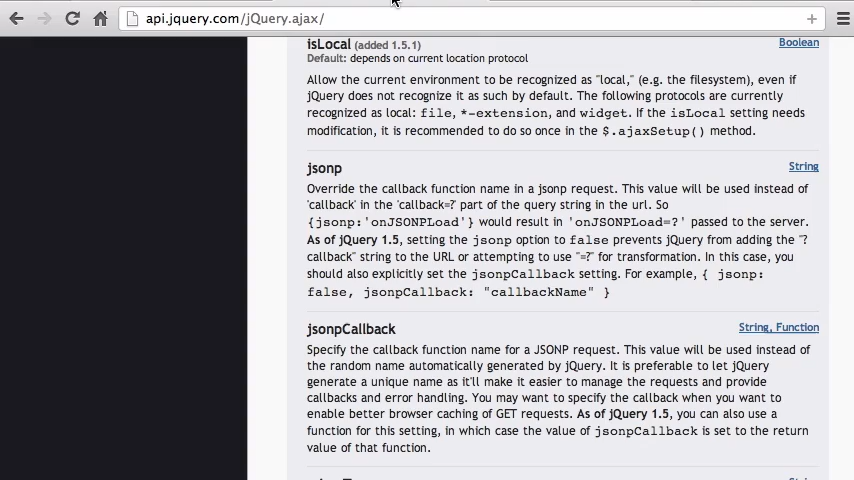 api.jquery.com/jQuery.ajax/
isLocal (added 1.5.1) Boolean
Default: depends on current location protocol
Allow the current environment to be recognized as "local," (e.g. the filesystem), even if
jQuery does not recognize it as such by default. The following protocols are currently
recognized as local: file, *-extension, and widget. If the isLocal setting needs
modification, it is recommended to do so once in the $.ajaxSetup() method.
jsonp String
Override the callback function name in a jsonp request. This value will be used instead of
'callback' in the 'callback=?' part of the query string in the url. So
{jsonp:'onJSONPLoad'} would result in 'onJSONPLoad=?' passed to the server.
As of jQuery 1.5, setting the jsonp option to false prevents jQuery from adding the "?
callback" string to the URL or attempting to use "=?" for transformation. In this case, you
should also explicitly set the jsonpCallback setting. For example, { jsonp:
false, jsonpCallback: "callbackName" }
jsonpCallback String, Function
Specify the callback function name for a JSONP request. This value will be used instead of
the random name automatically generated by jQuery. It is preferable to let jQuery
generate a unique name as it'll make it easier to manage the requests and provide
callbacks and error handling. You may want to specify the callback when you want to
enable better browser caching of GET requests. As of jQuery 1.5, you can also use a
function for this setting, in which case the value of jsonpCallback is set to the return
value of that function.